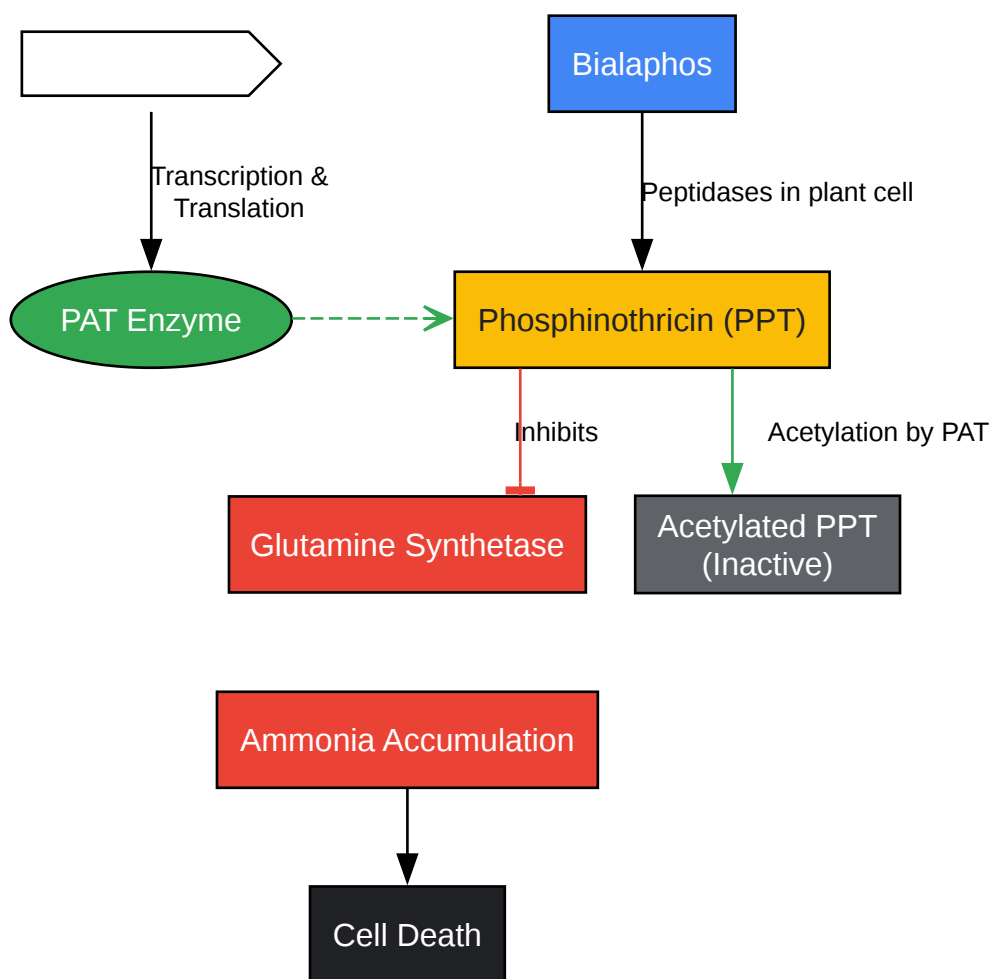 Bialaphos
Transcription &
Translation
Peptidases in plant cell
PAT Enzyme
Phosphinothricin (PPT)
Inhibits
Acetylation by PAT
Glutamine Synthetase
Acetylated PPT
(Inactive)
Ammonia Accumulation
Cell Death